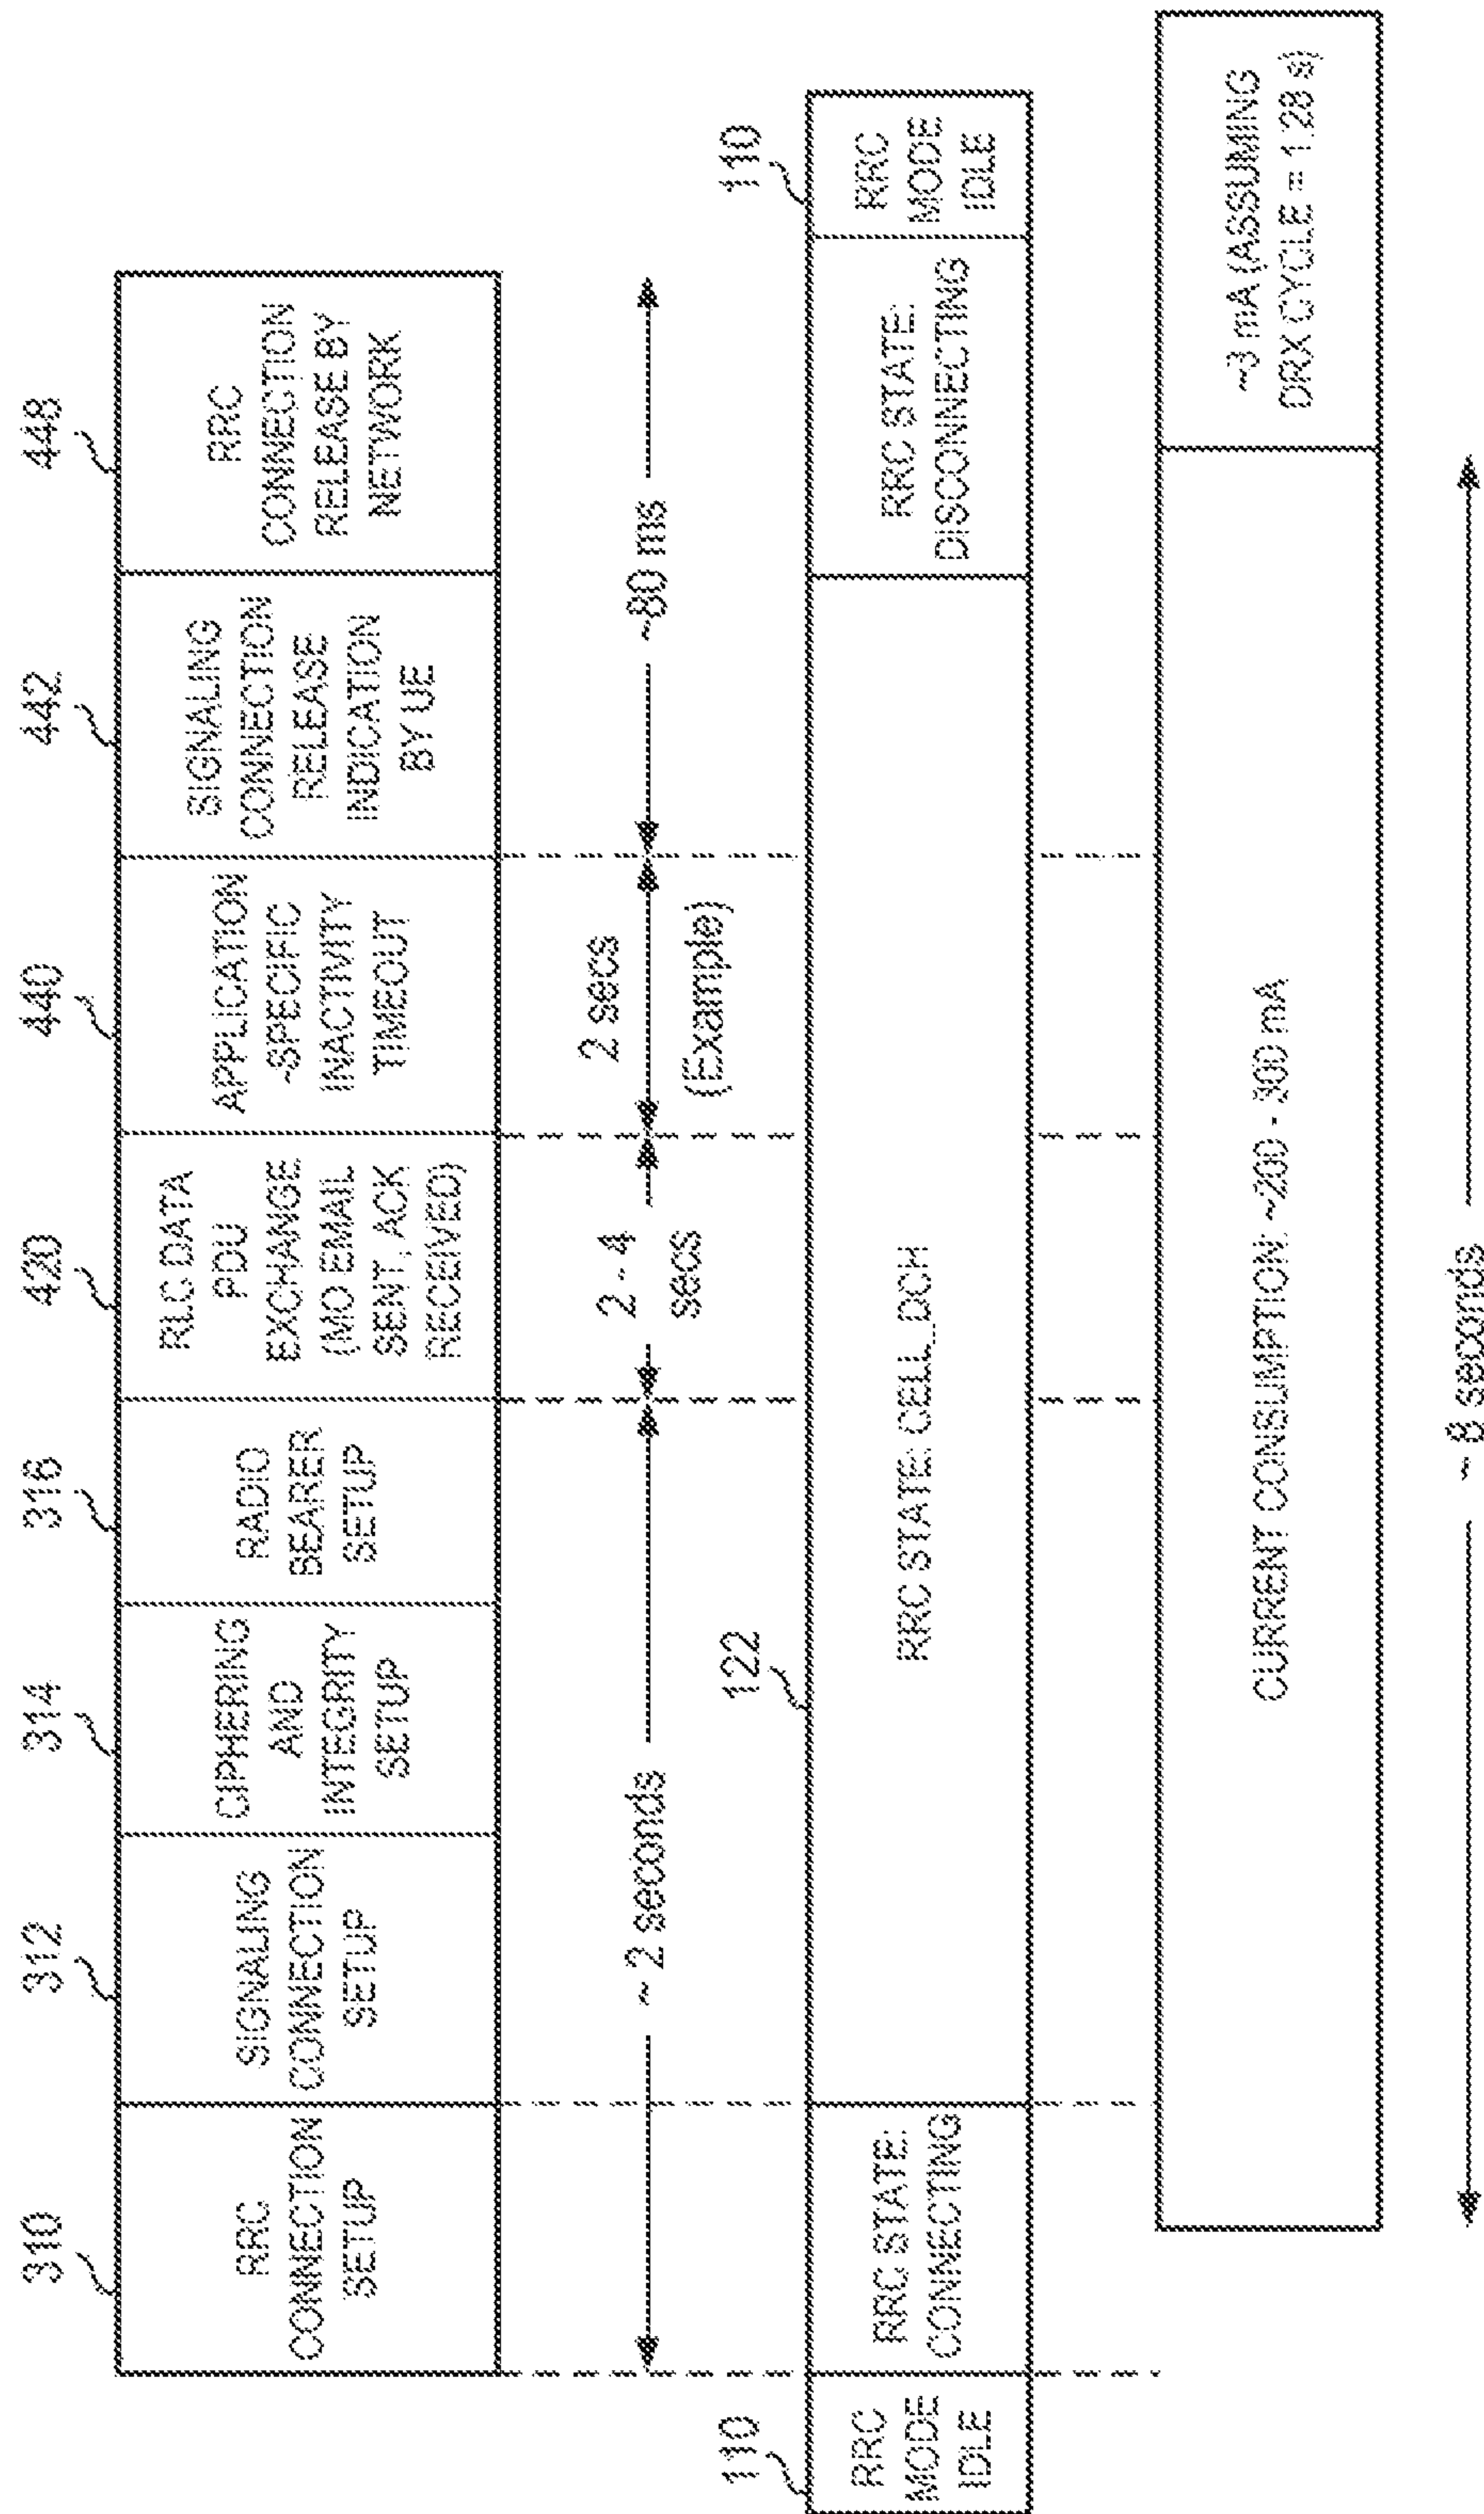 310
312
314
316
420
440
442
448
RRC
CONNECTION
SETUP
SIGNALING
CONNECTION
SETUP
CIPHERING
AND
INTEGRITY
SETUP
RADIO
BEARER
SETUP
RLC DATA
PDU
EXCHANGE
(MO EMAIL
SENT, ACK
RECEIVED)
APPLICATION
-SPECIFIC
INACTIVITY
TIMEOUT
SIGNALING
CONNECTION
RELEASE
INDICATION
BY UE
RRC
CONNECTION
RELEASE BY
NETWORK
~ 2 seconds
2 - 4
secs
2 secs
(Example)
~80 ms
110
122
110
RRC
MODE
IDLE
RRC STATE:
CONNECTING
RRC STATE: CELL_DCH
RRC STATE:
DISCONNECTING
RRC
MODE
IDLE
CURRENT CONSUMPTION: ~200 - 300 mA
~3 mA (ASSUMING
DRX CYCLE = 1.28 s)
~ 8 seconds